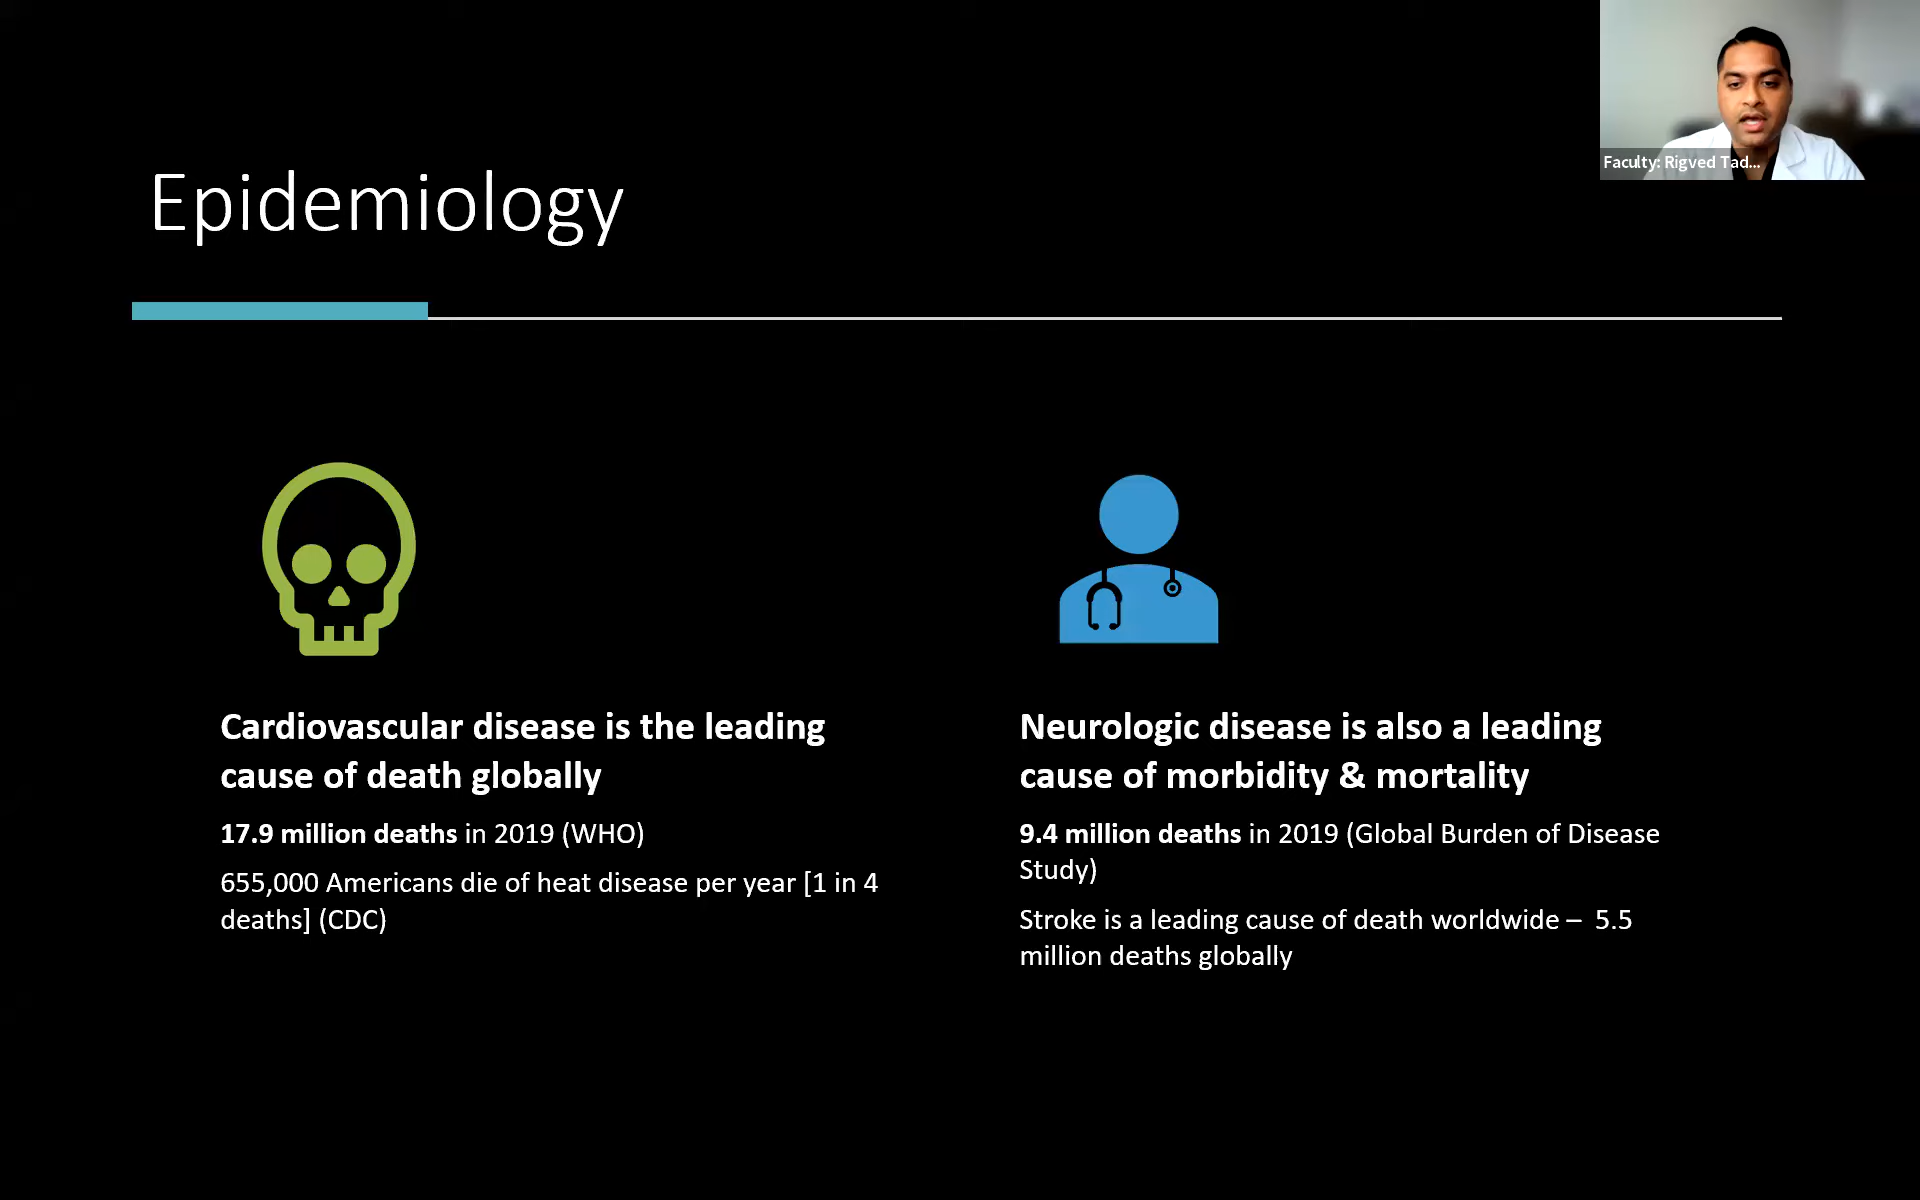 Faculty: Rigved Tad...
Epidemiology
Cardiovascular disease is the leading
cause of death globally
17.9 million deaths in 2019 (WHO)
655,000 Americans die of heat disease per year [1 in 4
deaths] (CDC)
Neurologic disease is also a leading
cause of morbidity & mortality
9.4 million deaths in 2019 (Global Burden of Disease
Study)
Stroke is a leading cause of death worldwide – 5.5
million deaths globally